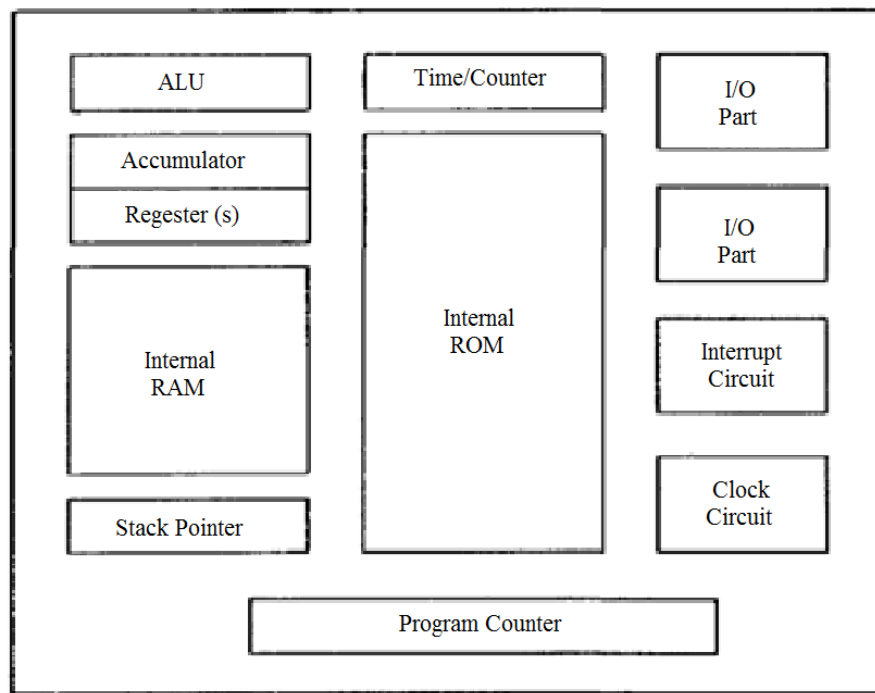 ALU
Accumulator
Regester (s)
Internal
RAM
Stack Pointer
Time/Counter
Internal
ROM
I/O
Part
I/O
Part
Interrupt
Circuit
Clock
Circuit
Program Counter